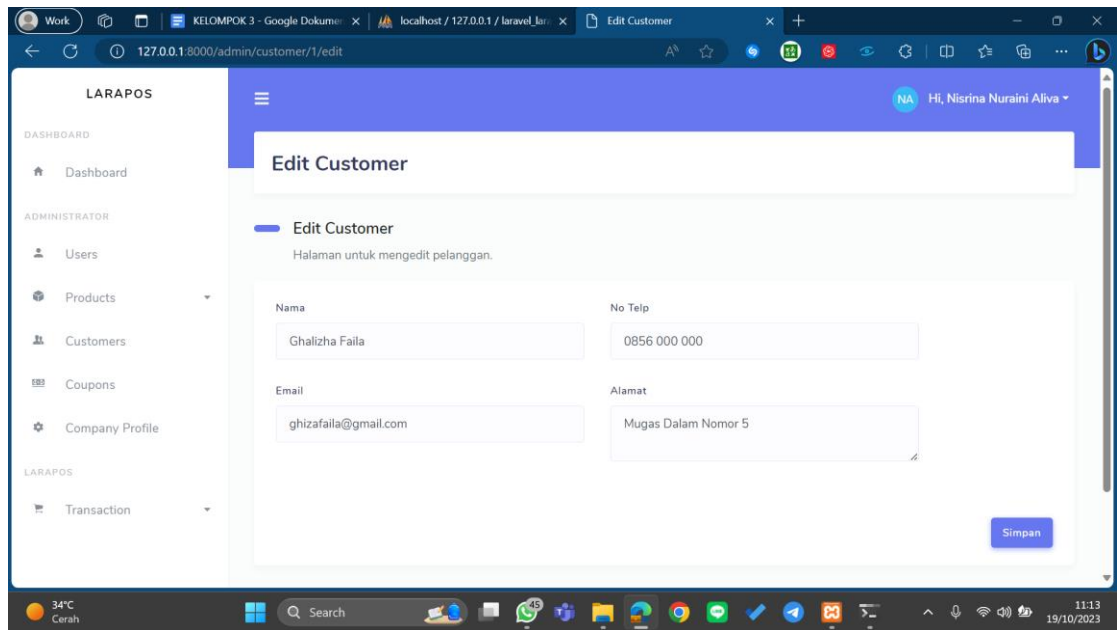 Work
KELOMPOK 3 - Google Dokumen
localhost / 127.0.0.1 / laravel_lar
Edit Customer
127.0.0.1:8000/admin/customer/1/edit
LARAPOS
NA Hi, Nisrina Nuraini Aliva
DASHBOARD
Dashboard
Edit Customer
ADMINISTRATOR
Users
Products
Customers
Coupons
Company Profile
LARAPOS
Transaction
Edit Customer
Halaman untuk mengedit pelanggan.
Nama
No Telp
Ghalizha Faila
0856 000 000
Email
Alamat
ghizafaila@gmail.com
Mugas Dalam Nomor 5
Simpan
34°C
Cerah
Search
45
11:13
19/10/2023